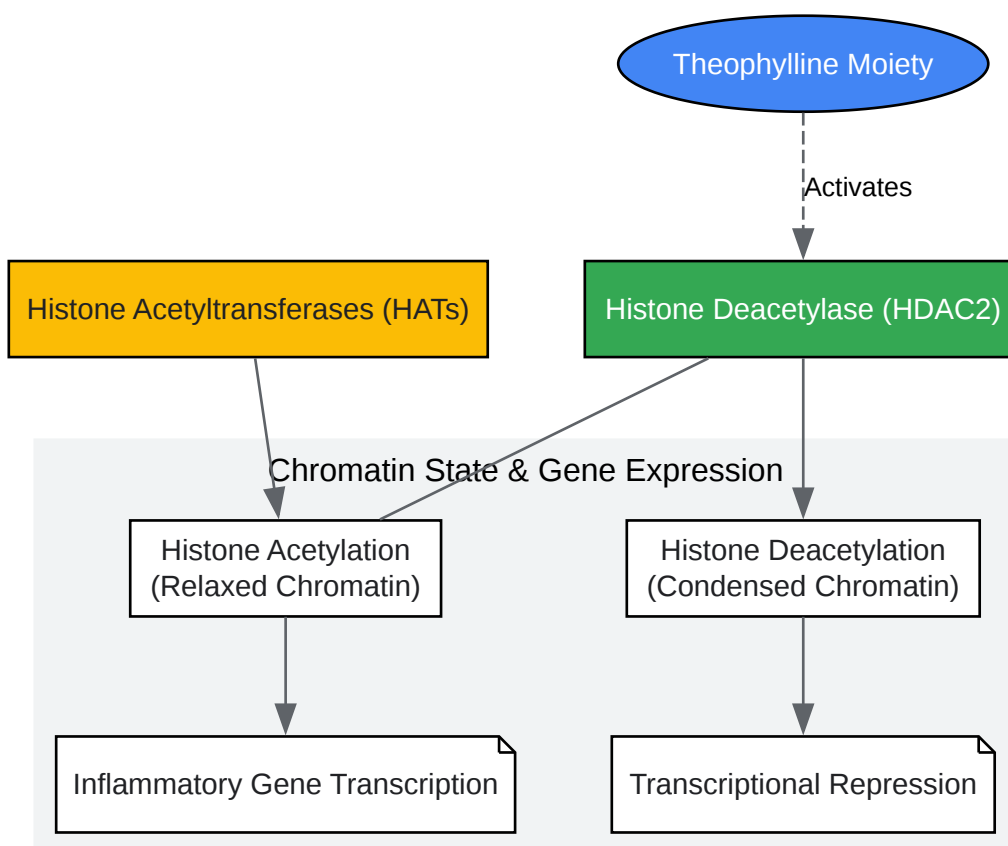 Theophylline Moiety
Activates
Histone Acetyltransferases (HATs)
Histone Deacetylase (HDAC2)
Chromatin State & Gene Expression
Histone Acetylation
(Relaxed Chromatin)
Histone Deacetylation
(Condensed Chromatin)
Inflammatory Gene Transcription
Transcriptional Repression